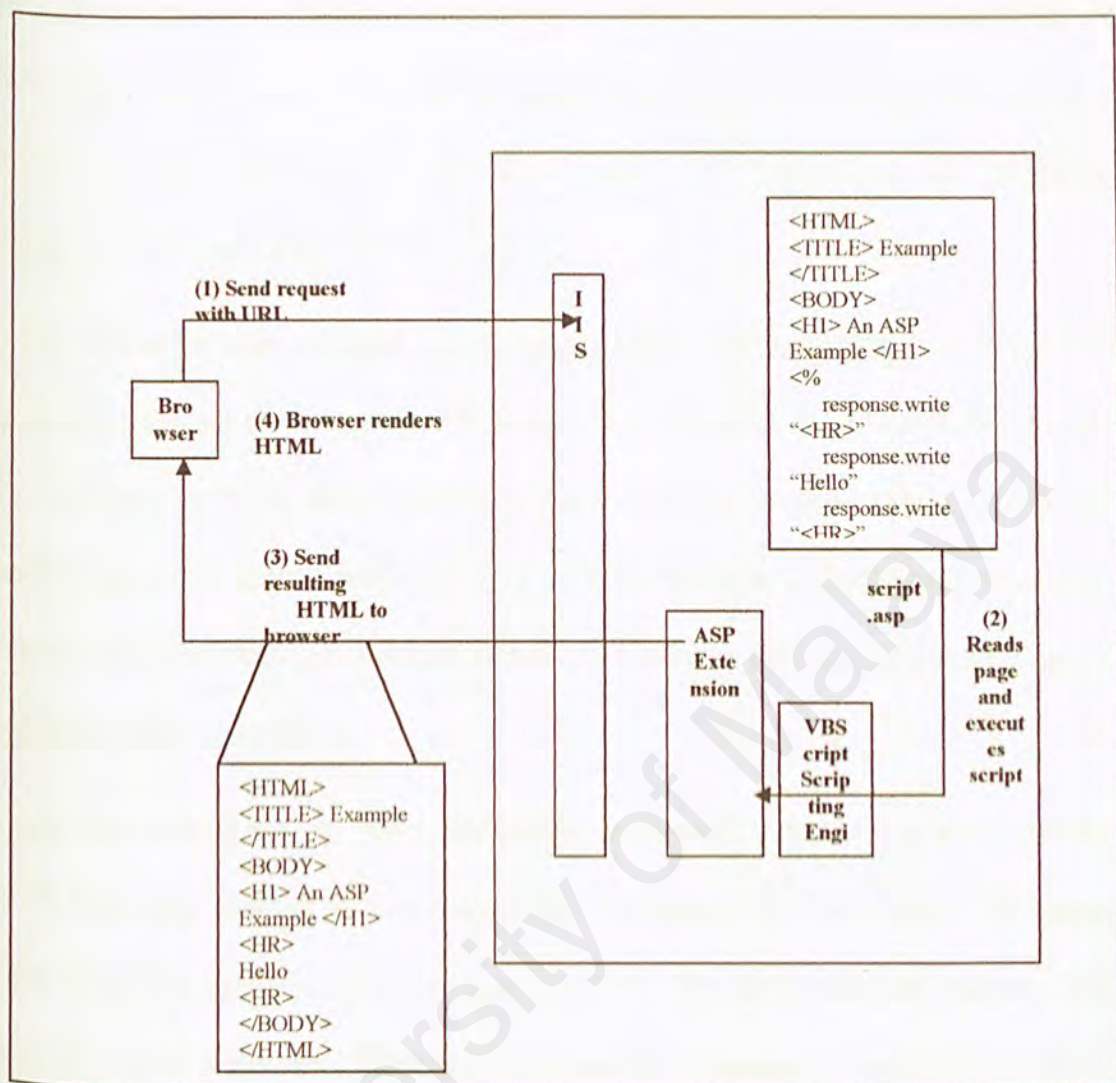 (1) Send request
with URL
Bro
wser
(4) Browser renders
HTML
(3) Send
resulting
HTML to
browser
<HTML>
<TITLE> Example
</TITLE>
<BODY>
<H1> An ASP
Example </H1>
<HR>
Hello
<HR>
</BODY>
</HTML>
I
I
S
<HTML>
<TITLE> Example
</TITLE>
<BODY>
<H1> An ASP
Example </H1>
<%
response.write
“<HR>”
response.write
“Hello”
response.write
“<HR>”
script
.asp
(2)
Reads
page
and
execut
es
script
ASP
Exte
nsion
VBS
cript
Scrip
ting
Engi
ersity of Malaya